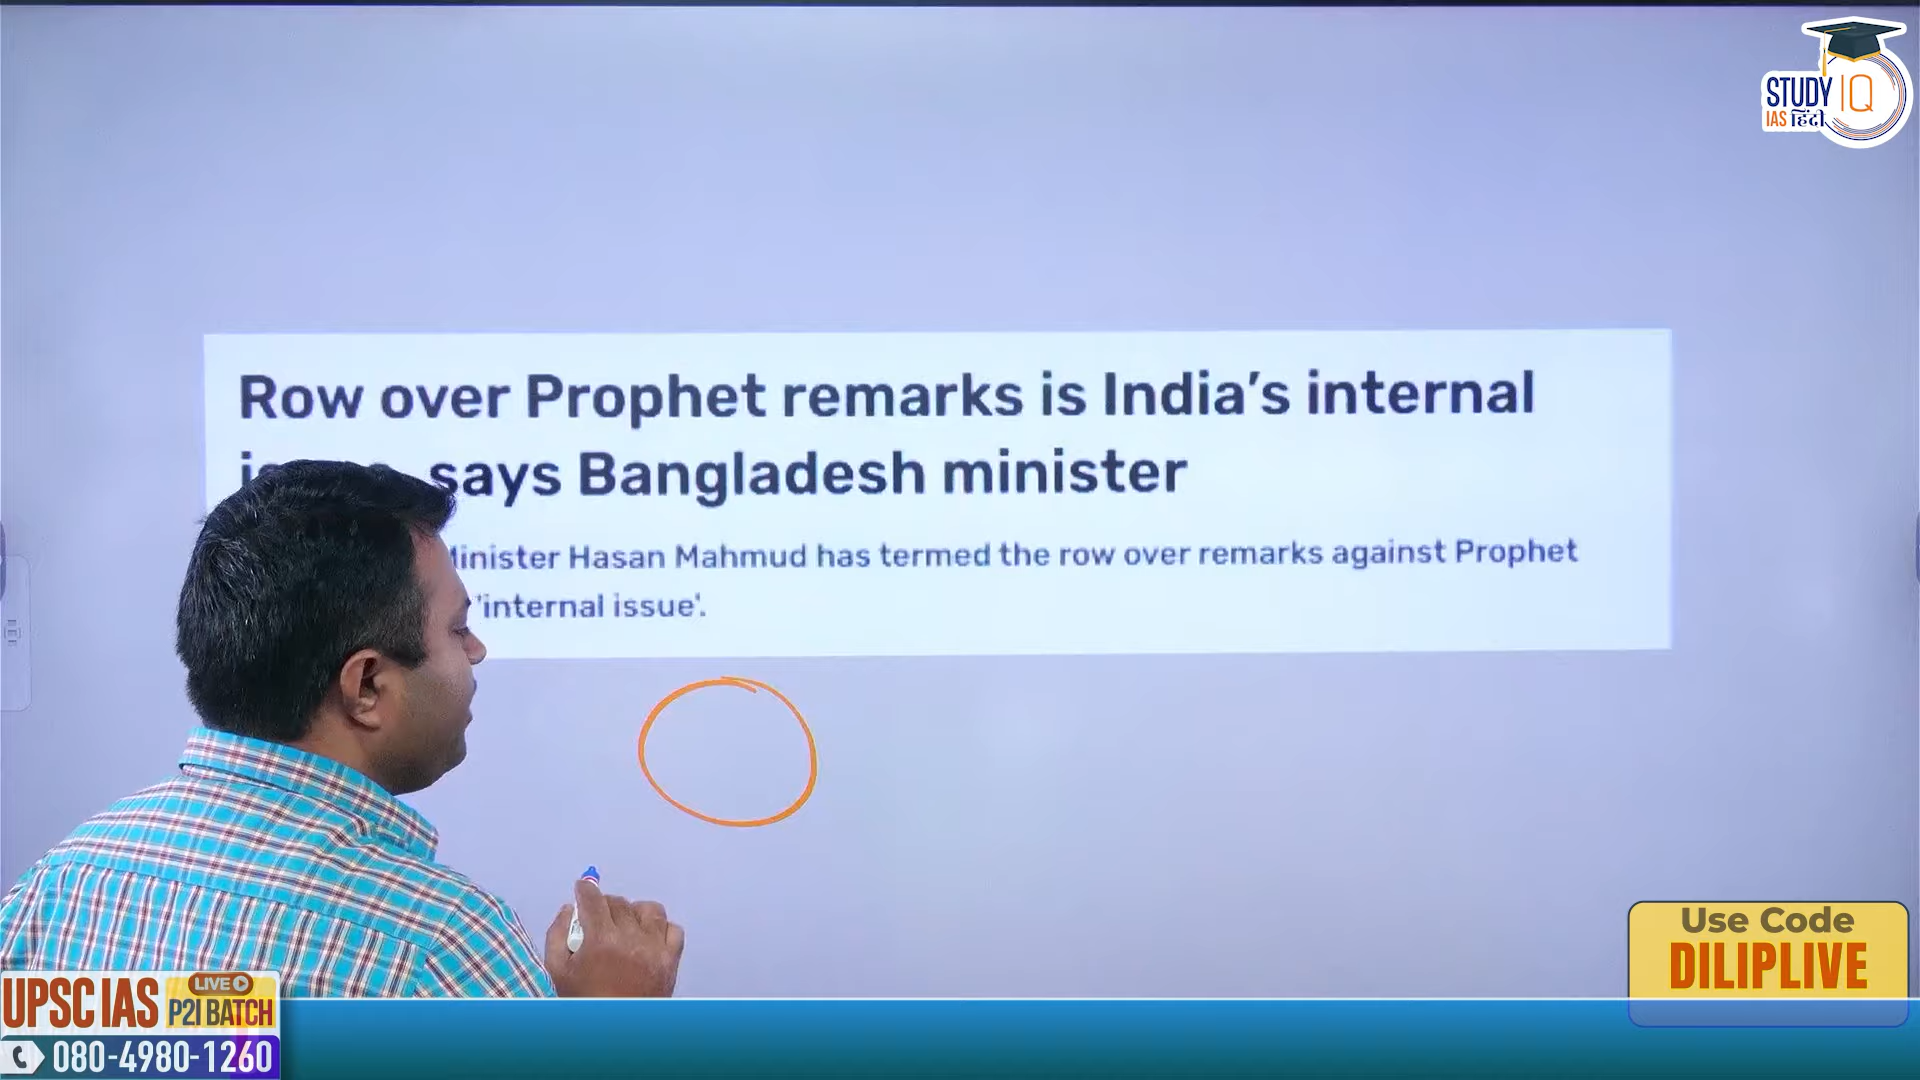 STUDY IQ
IAS हिंदी
Row over Prophet remarks is India's internal
says Bangladesh minister
Minister Hasan Mahmud has termed the row over remarks against Prophet
'internal issue'.
Use Code
DILIPLIVE
UPSC IAS LIVE P2I BATCH
080-4980-1260